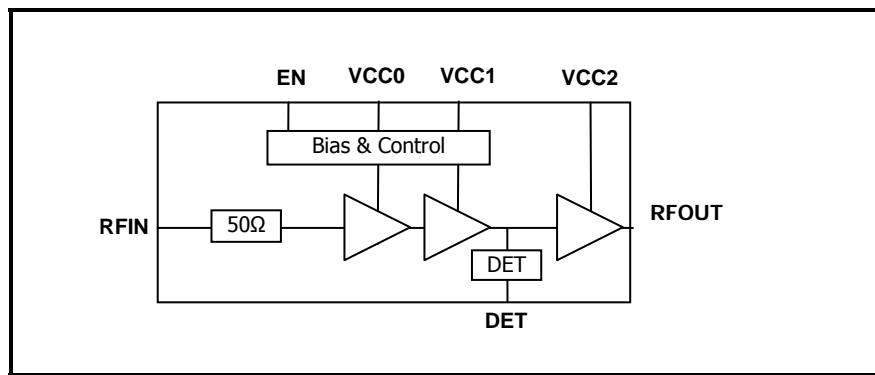 EN VCC0 VCC1 VCC2
Bias & Control
RFIN 50Ω RFOUT
DET
DET